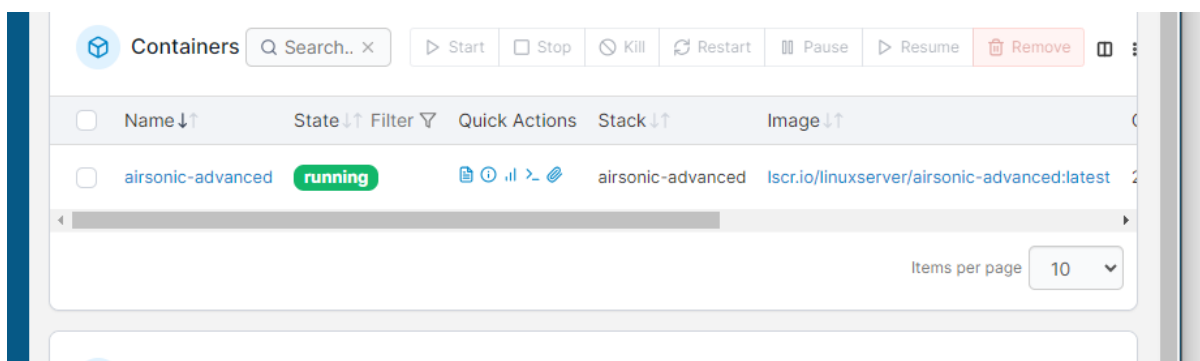 Containers Search.. Start Stop Kill Restart Pause Resume Remove
Name State Filter Quick Actions Stack Image
airsonic-advanced running airsonic-advanced lscr.io/linuxserver/airsonic-advanced:latest
Items per page 10